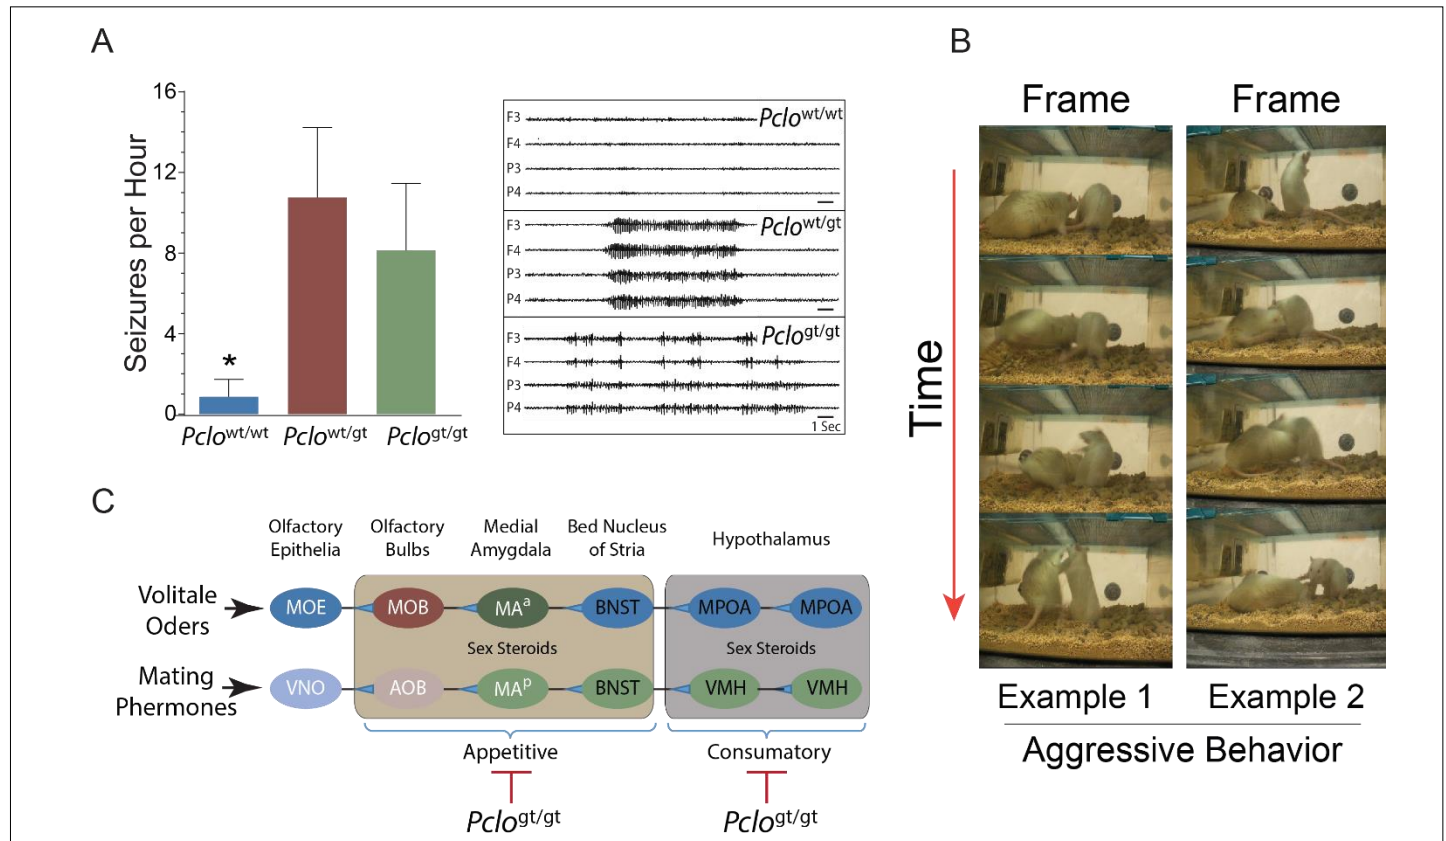 A
16
12
8
4
0
Seizures per Hour
*
Pclowt/wt
Pclowt/gt
Pclogt/gt
F3
Pclowt/wt
F4
P3
P4
F3
Pclowt/gt
F4
P3
P4
F3
Pclogt/gt
F4
P3
P4
1 Sec
B
Frame
Frame
Time
Example 1
Example 2
Aggressive Behavior
C
Olfactory
Epithelia
Olfactory
Bulbs
Medial
Amygdala
Bed Nucleus
of Stria
Hypothalamus
Volitale
Oders
MOE
MOB
MAa
BNST
MPOA
MPOA
Sex Steroids
Sex Steroids
Mating
Phermones
VNO
AOB
MAp
BNST
VMH
VMH
Appetitive
Consumatory
Pclogt/gt
Pclogt/gt